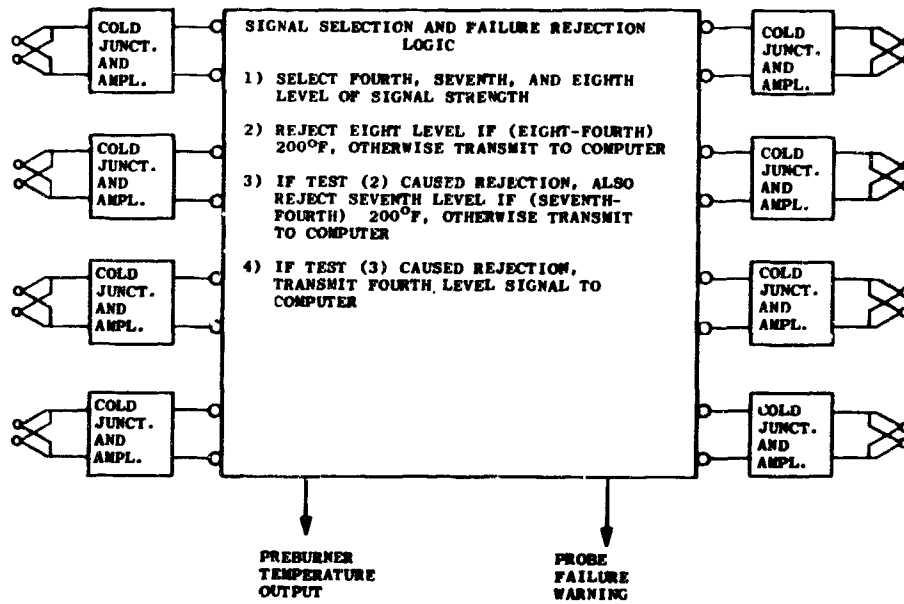 COLD
JUNCT.
AND
AMPL.
COLD
JUNCT.
AND
AMPL.
COLD
JUNCT.
AND
AMPL.
COLD
JUNCT.
AND
AMPL.
SIGNAL SELECTION AND FAILURE REJECTION
LOGIC
1) SELECT FOURTH, SEVENTH, AND EIGHTH
LEVEL OF SIGNAL STRENGTH
2) REJECT EIGHT LEVEL IF (EIGHT-FOURTH)
200°F, OTHERWISE TRANSMIT TO COMPUTER
3) IF TEST (2) CAUSED REJECTION, ALSO
REJECT SEVENTH LEVEL IF (SEVENTH-
FOURTH) 200°F, OTHERWISE TRANSMIT
TO COMPUTER
4) IF TEST (3) CAUSED REJECTION,
TRANSMIT FOURTH LEVEL SIGNAL TO
COMPUTER
COLD
JUNCT.
AND
AMPL.
COLD
JUNCT.
AND
AMPL.
COLD
JUNCT.
AND
AMPL.
COLD
JUNCT.
AND
AMPL.
PREBURNER
TEMPERATURE
OUTPUT
PROBE
FAILURE
WARNING